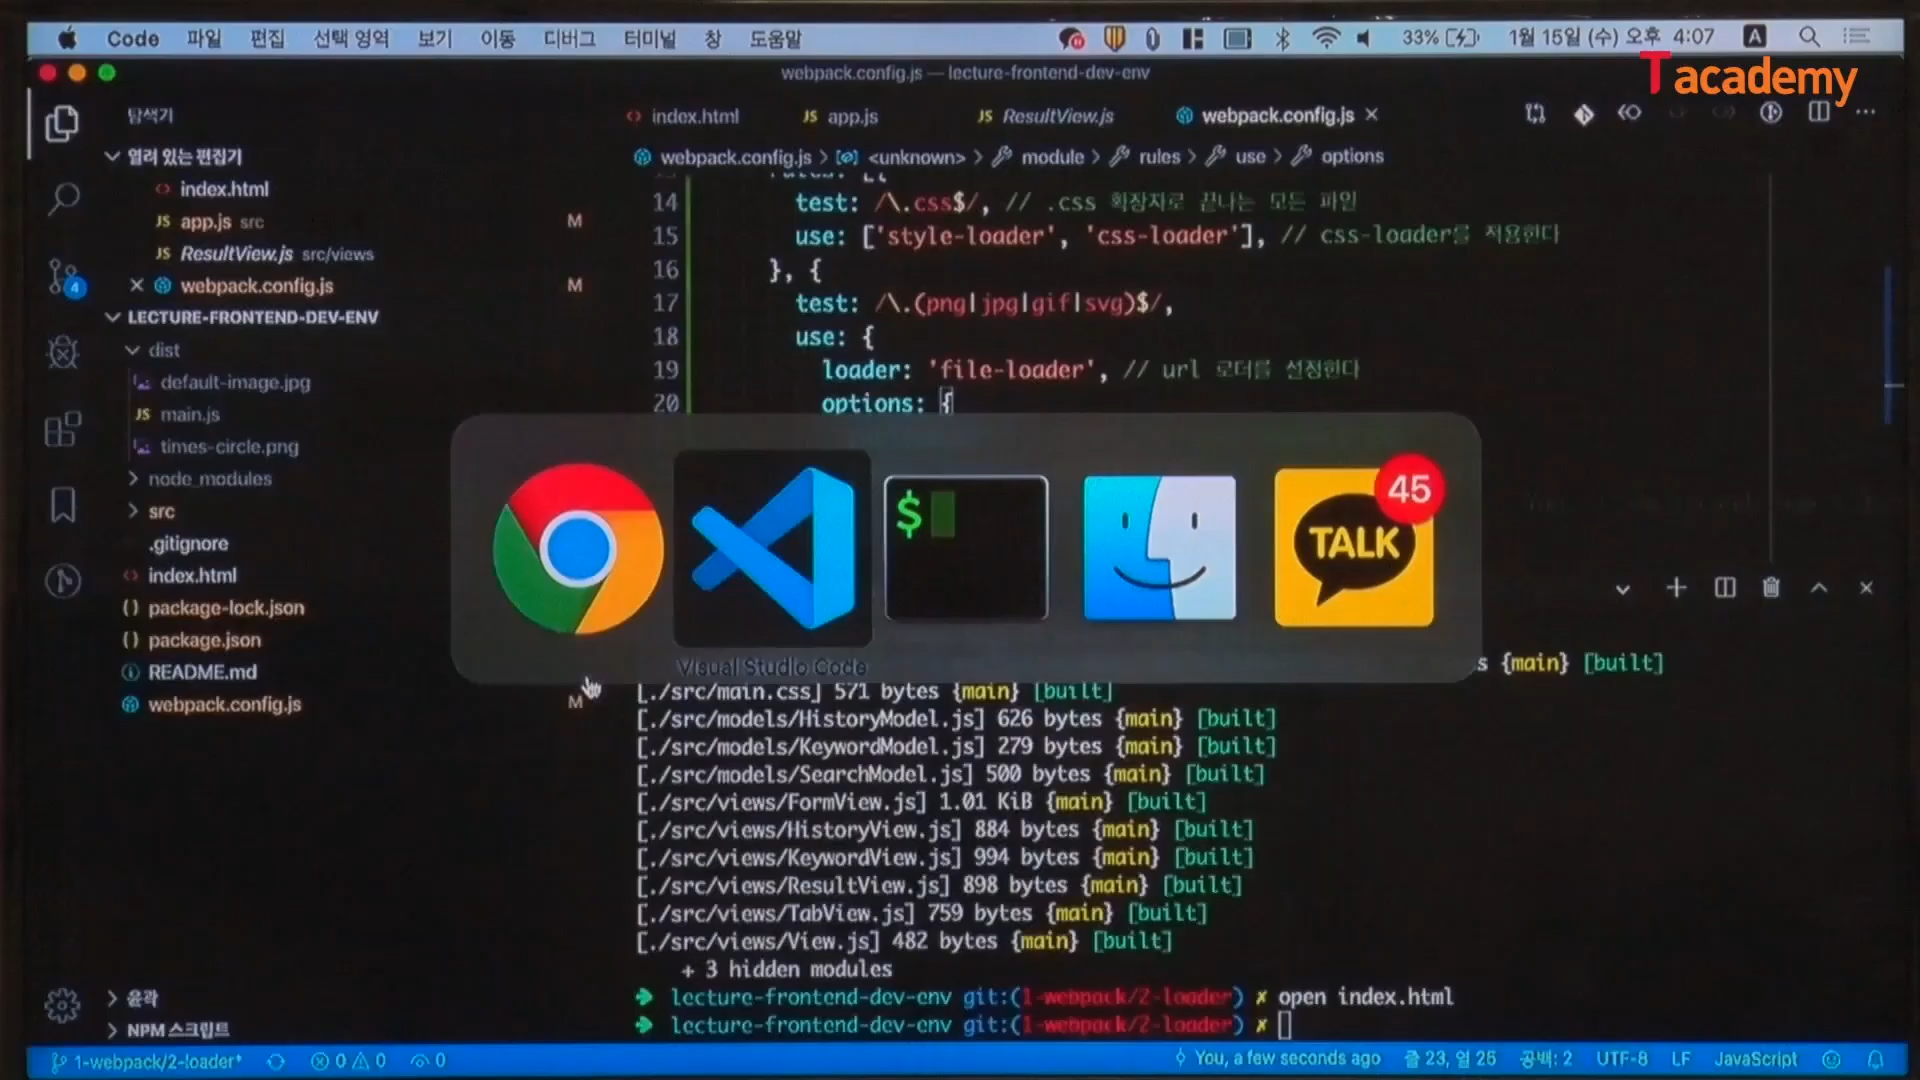 Code 파일 편집 선택 영역 보기 이동 디버그 터미널 창 도움말 33% 1월 15일 (수) 오후 4:07 A
webpack.config.js — lecture-frontend-dev-env
Tacademy
탐색기
열려 있는 편집기
index.html
JS app.js src M
JS ResultView.js src/views
webpack.config.js M
LECTURE-FRONTEND-DEV-ENV
dist
default-image.jpg
JS main.js
times-circle.png
node_modules
src
.gitignore
index.html
package-lock.json
package.json
README.md
webpack.config.js M
윤곽
NPM 스크립트
index.html JS app.js JS ResultView.js webpack.config.js
webpack.config.js > <unknown> > module > rules > use > options
14 test: /\.css$/, // .css 확장자로 끝나는 모든 파일
15 use: ['style-loader', 'css-loader'], // css-loader를 적용한다
16 }, {
17 test: /\.(png|jpg|gif|svg)$/,
18 use: {
19 loader: 'file-loader', // url 로더를 설정한다
20 options: {
$
TALK
45
Visual Studio Code
s {main} [built]
[./src/main.css] 571 bytes {main} [built]
[./src/models/HistoryModel.js] 626 bytes {main} [built]
[./src/models/KeywordModel.js] 279 bytes {main} [built]
[./src/models/SearchModel.js] 500 bytes {main} [built]
[./src/views/FormView.js] 1.01 KiB {main} [built]
[./src/views/HistoryView.js] 884 bytes {main} [built]
[./src/views/KeywordView.js] 994 bytes {main} [built]
[./src/views/ResultView.js] 898 bytes {main} [built]
[./src/views/TabView.js] 759 bytes {main} [built]
[./src/views/View.js] 482 bytes {main} [built]
+ 3 hidden modules
lecture-frontend-dev-env git:(1-webpack/2-loader) ✗ open index.html
lecture-frontend-dev-env git:(1-webpack/2-loader) ✗
4
1-webpack/2-loader* 0 0 0 You, a few seconds ago 줄 23, 열 25 공백: 2 UTF-8 LF JavaScript